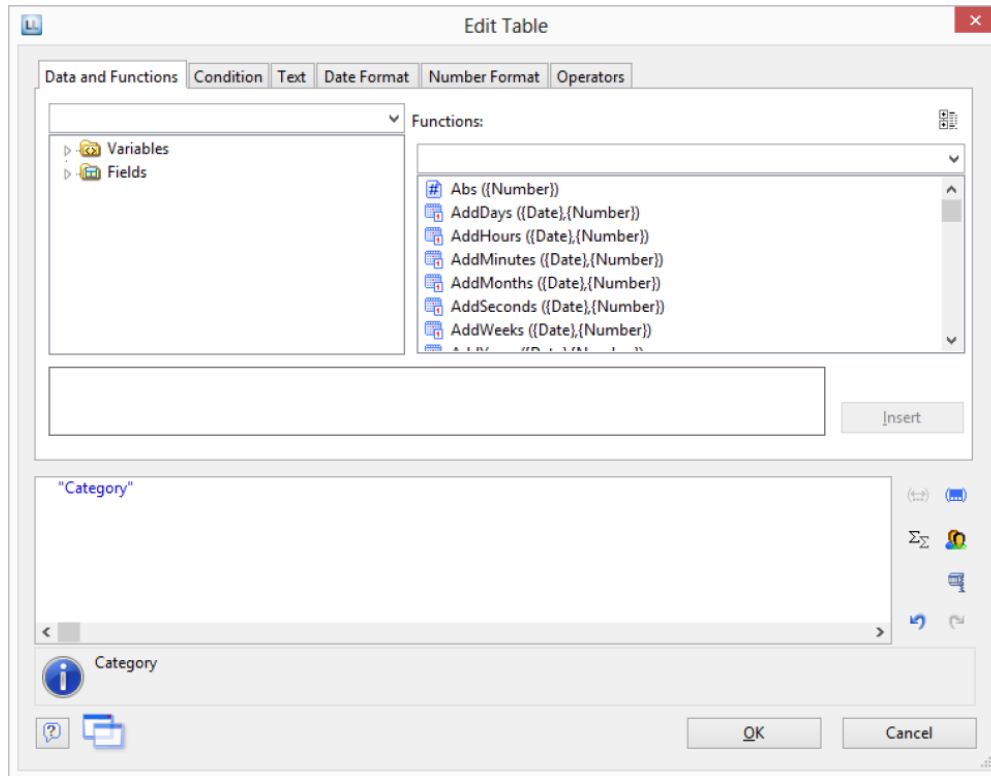 Edit Table
Data and Functions Condition Text Date Format Number Format Operators
Functions:
Variables
Fields
Abs ({Number})
AddDays ({Date},{Number})
AddHours ({Date},{Number})
AddMinutes ({Date},{Number})
AddMonths ({Date},{Number})
AddSeconds ({Date},{Number})
AddWeeks ({Date},{Number})
Insert
"Category"
Category
OK Cancel